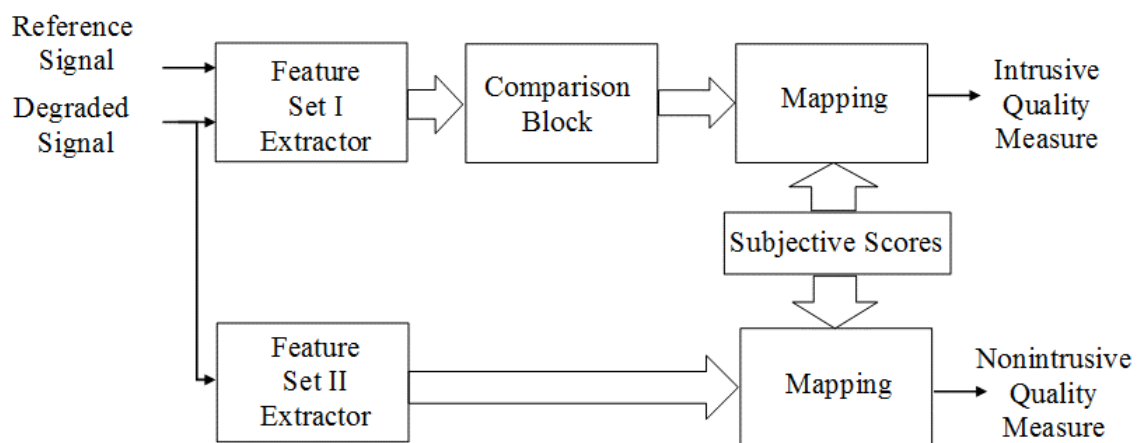 Reference
Signal
Degraded
Signal
Feature
Set I
Extractor
Comparison
Block
Mapping
Intrusive
Quality
Measure
Subjective Scores
Feature
Set II
Extractor
Mapping
Nonintrusive
Quality
Measure